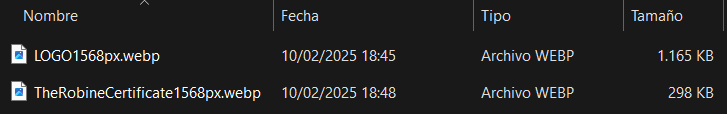 Nombre Fecha Tipo Tamaño
LOGO1568px.webp 10/02/2025 18:45 Archivo WEBP 1.165 KB
TheRobineCertificate1568px.webp 10/02/2025 18:48 Archivo WEBP 298 KB